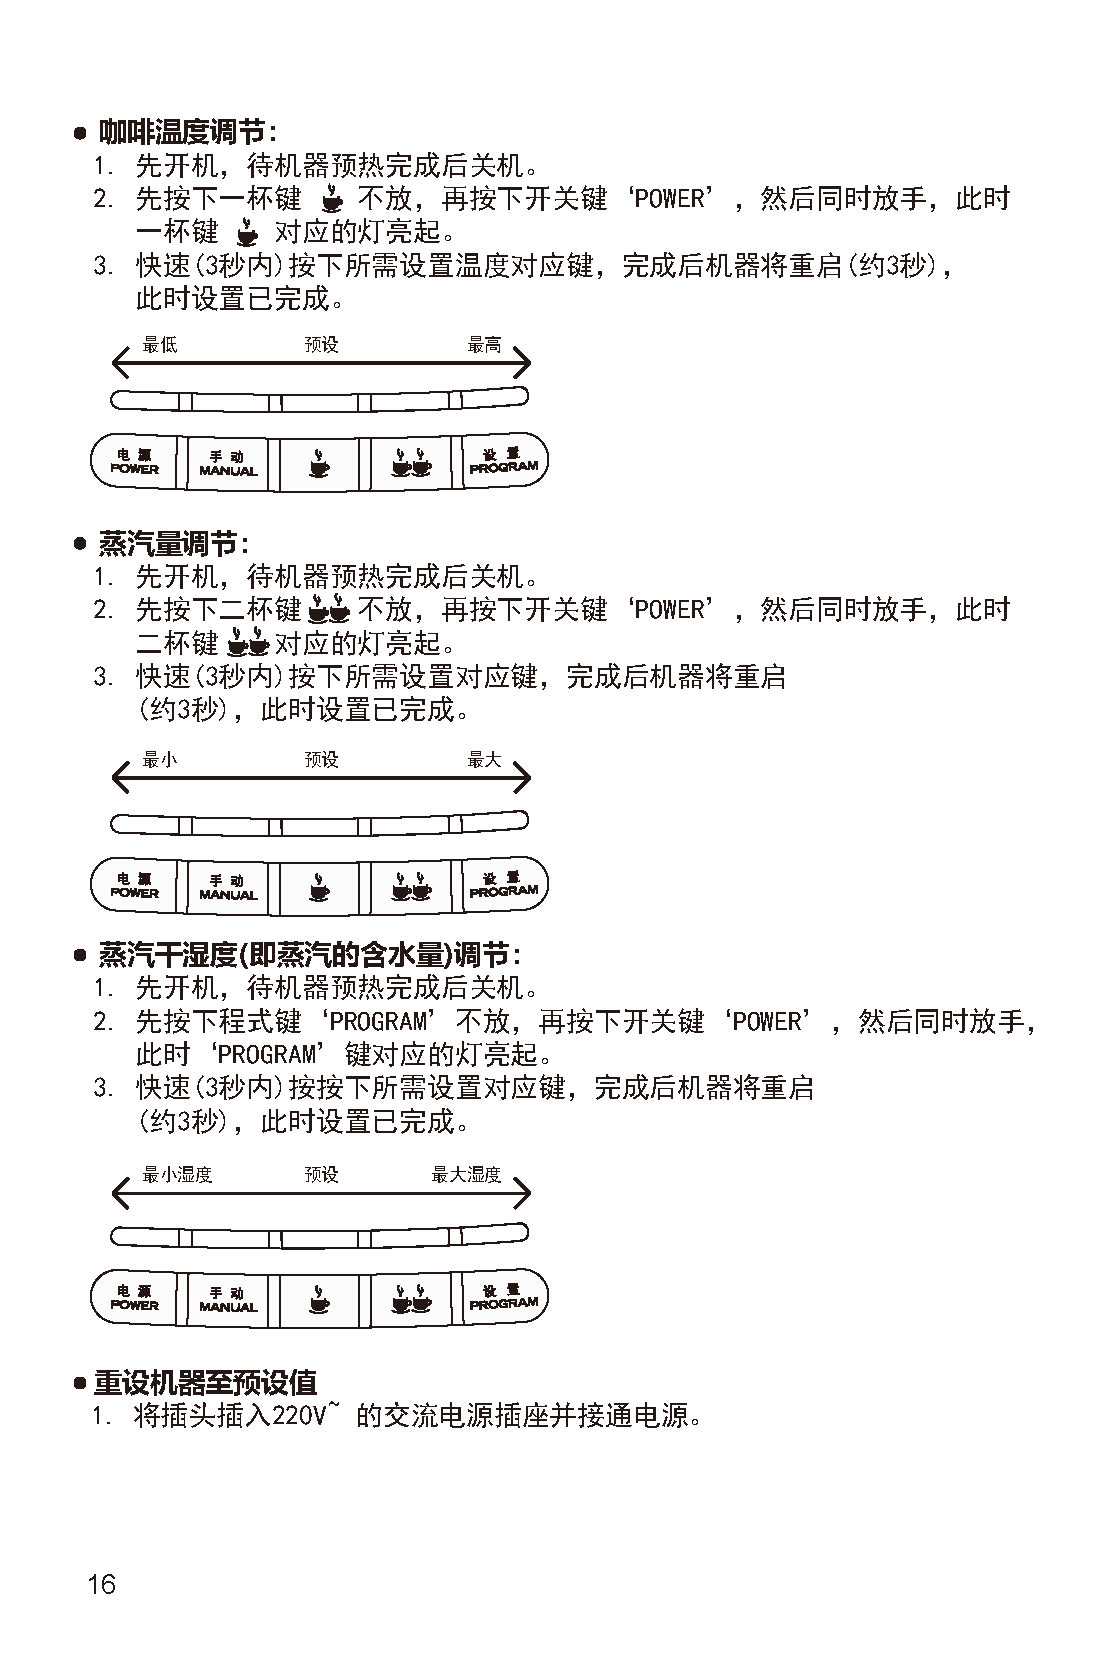 ● 咖啡温度调节：
1. 先开机，待机器预热完成后关机。
2. 先按下一杯键 不放，再按下开关键‘POWER’，然后同时放手，此时
一杯键 对应的灯亮起。
3. 快速(3秒内)按下所需设置温度对应键，完成后机器将重启(约3秒)，
此时设置已完成。
最低 预设 最高
电源 手动 设置
POWER MANUAL PROGRAM
● 蒸汽量调节：
1. 先开机，待机器预热完成后关机。
2. 先按下二杯键 不放，再按下开关键‘POWER’，然后同时放手，此时
二杯键 对应的灯亮起。
3. 快速(3秒内)按下所需设置对应键，完成后机器将重启
(约3秒)，此时设置已完成。
最小 预设 最大
电源 手动 设置
POWER MANUAL PROGRAM
● 蒸汽干湿度(即蒸汽的含水量)调节：
1. 先开机，待机器预热完成后关机。
2. 先按下程式键‘PROGRAM’不放，再按下开关键‘POWER’，然后同时放手，
此时‘PROGRAM’键对应的灯亮起。
3. 快速(3秒内)按按下所需设置对应键，完成后机器将重启
(约3秒)，此时设置已完成。
最小湿度 预设 最大湿度
电源 手动 设置
POWER MANUAL PROGRAM
● 重设机器至预设值
1. 将插头插入220V~ 的交流电源插座并接通电源。
16